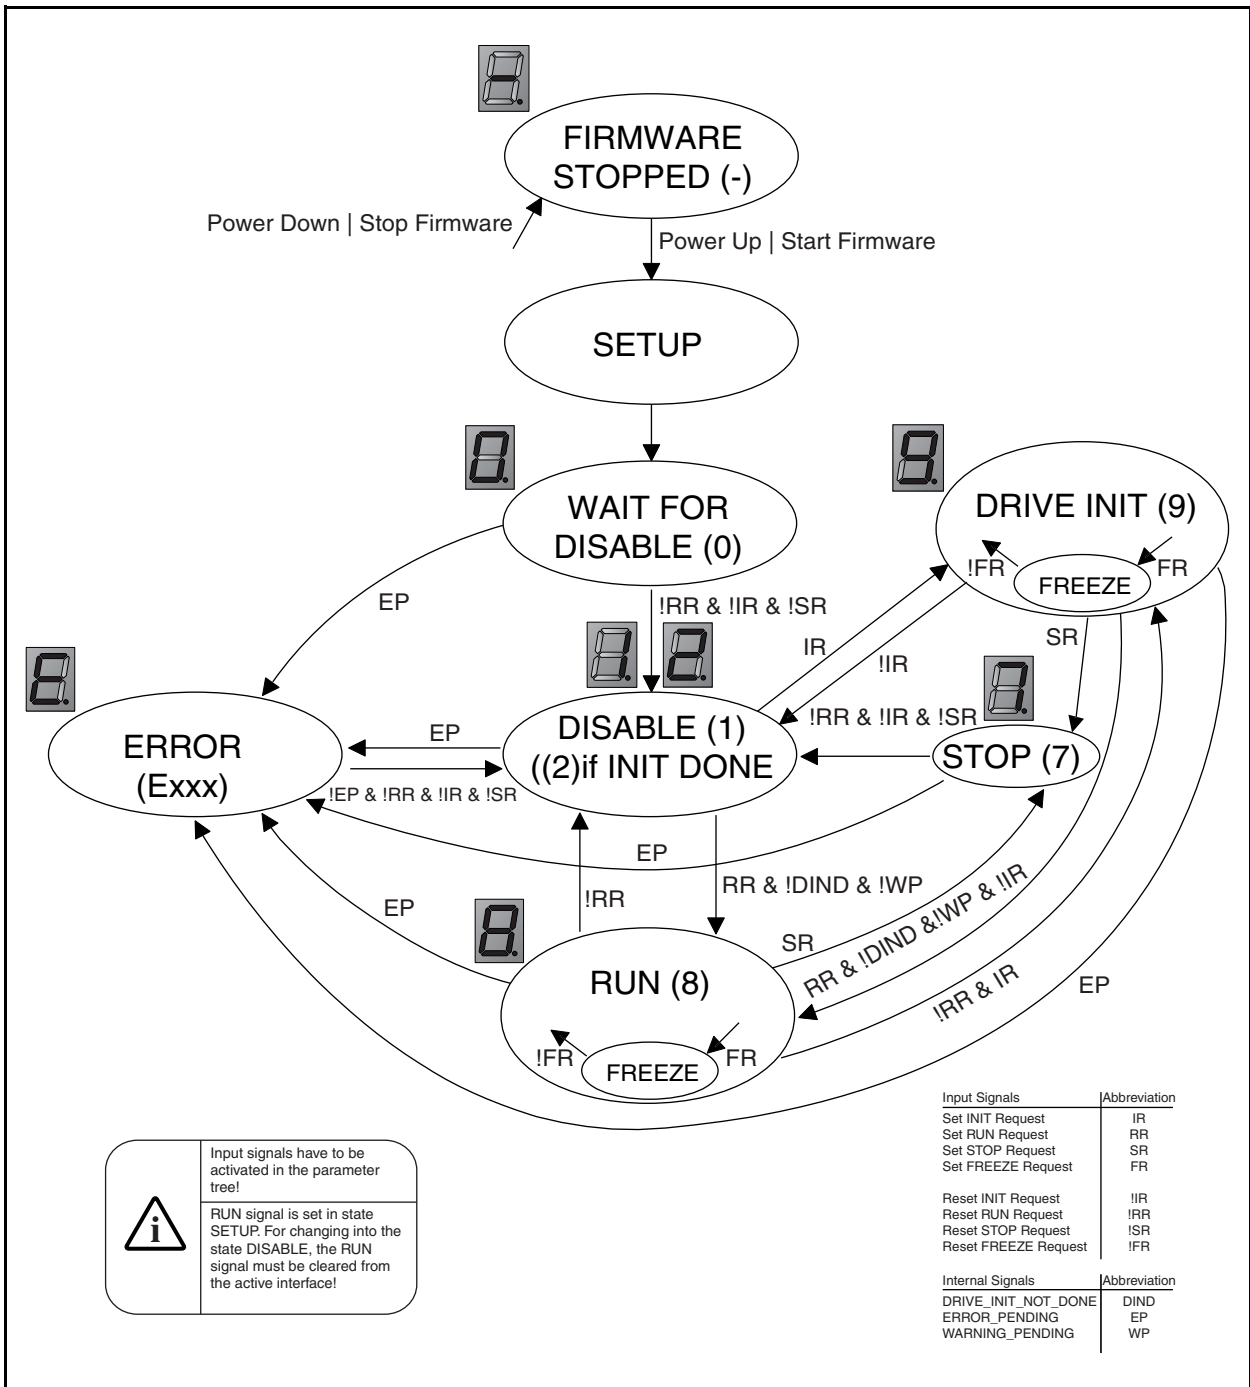 FIRMWARE
STOPPED (-)
Power Down | Stop Firmware
Power Up | Start Firmware
SETUP
WAIT FOR
DISABLE (0)
DRIVE INIT (9)
!FR
FR
FREEZE
EP
!RR & !IR & !SR
IR
!IR
SR
ERROR
(Exxx)
EP
!EP & !RR & !IR & !SR
DISABLE (1)
((2)if INIT DONE
!RR & !IR & !SR
STOP (7)
EP
!RR
RR & !DIND & !WP
EP
SR
RR & !DIND &!WP & !IR
!RR & IR
EP
RUN (8)
!FR
FR
FREEZE
Input Signals Abbreviation
Set INIT Request IR
Set RUN Request RR
Set STOP Request SR
Set FREEZE Request FR
Reset INIT Request !IR
Reset RUN Request !RR
Reset STOP Request !SR
Reset FREEZE Request !FR
Internal Signals Abbreviation
DRIVE_INIT_NOT_DONE DIND
ERROR_PENDING EP
WARNING_PENDING WP
i
Input signals have to be
activated in the parameter
tree!
RUN signal is set in state
SETUP. For changing into the
state DISABLE, the RUN
signal must be cleared from
the active interface!